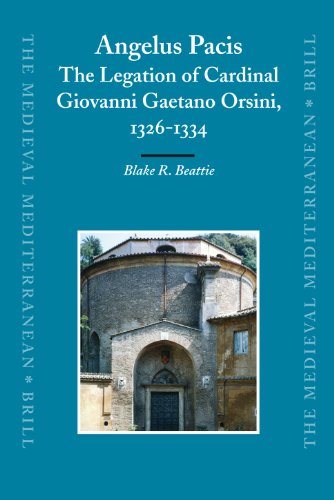 Angelus Pacis
The Legation of Cardinal
Giovanni Gaetano Orsini,
1326-1334
Blake R. Beattie
THE MEDIEVAL MEDITERRANEAN * BRILL
THE MEDIEVAL MEDITERRANEAN * BRILL